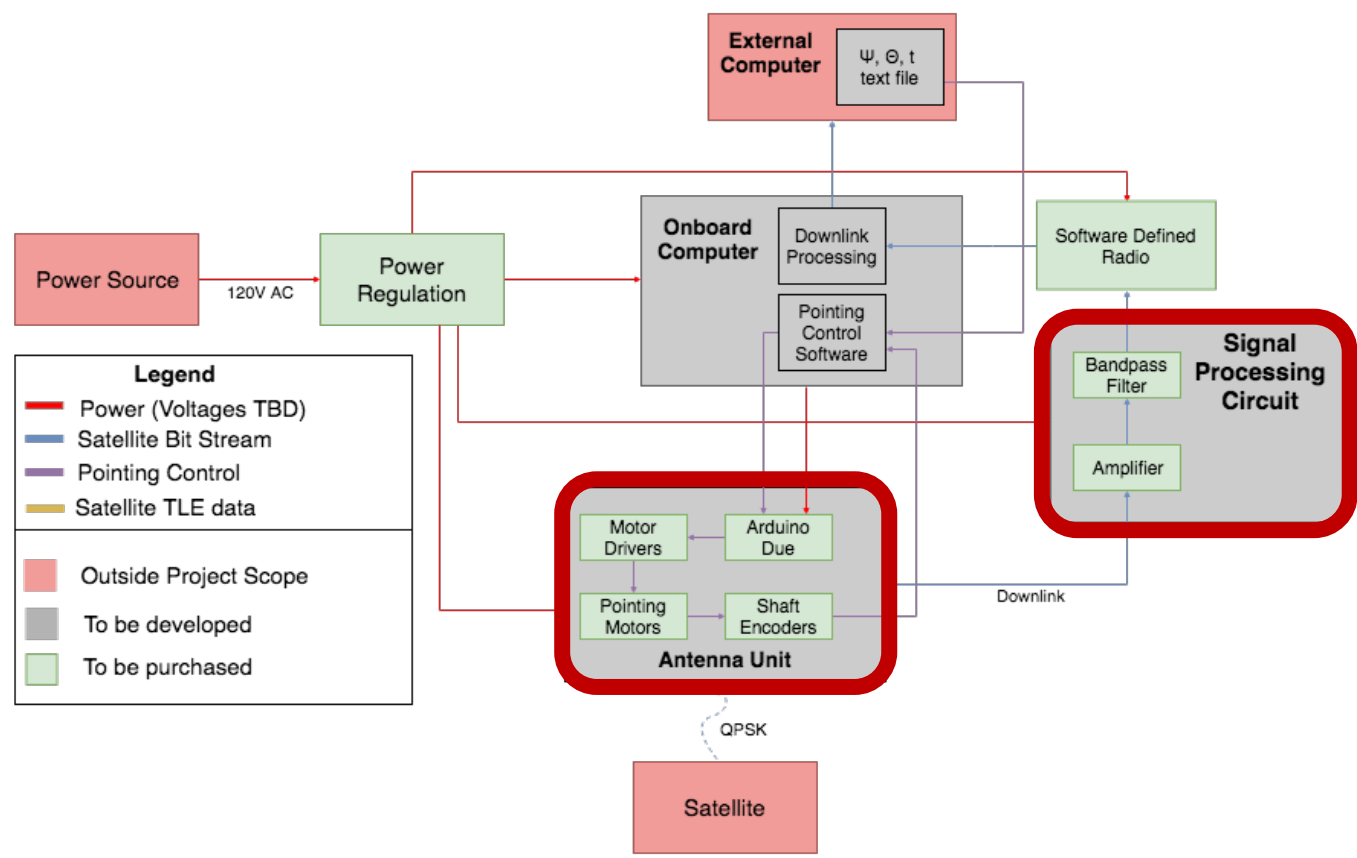 External
Computer
Ψ, Θ, t
text file
Onboard
Computer
Downlink
Processing
Pointing
Control
Software
Software Defined
Radio
Power Source
120V AC
Power
Regulation
Signal
Processing
Circuit
Bandpass
Filter
Amplifier
Legend
Power (Voltages TBD)
Satellite Bit Stream
Pointing Control
Satellite TLE data
Outside Project Scope
To be developed
To be purchased
Motor
Drivers
Arduino
Due
Pointing
Motors
Shaft
Encoders
Antenna Unit
Downlink
QPSK
Satellite